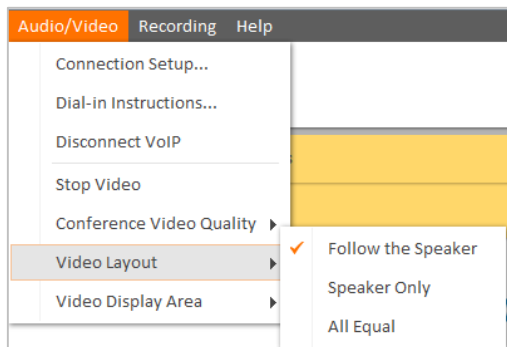 Audio/Video Recording Help
Connection Setup...
Dial-in Instructions...
Disconnect VoIP
Stop Video
Conference Video Quality
Video Layout
Video Display Area
Follow the Speaker
Speaker Only
All Equal